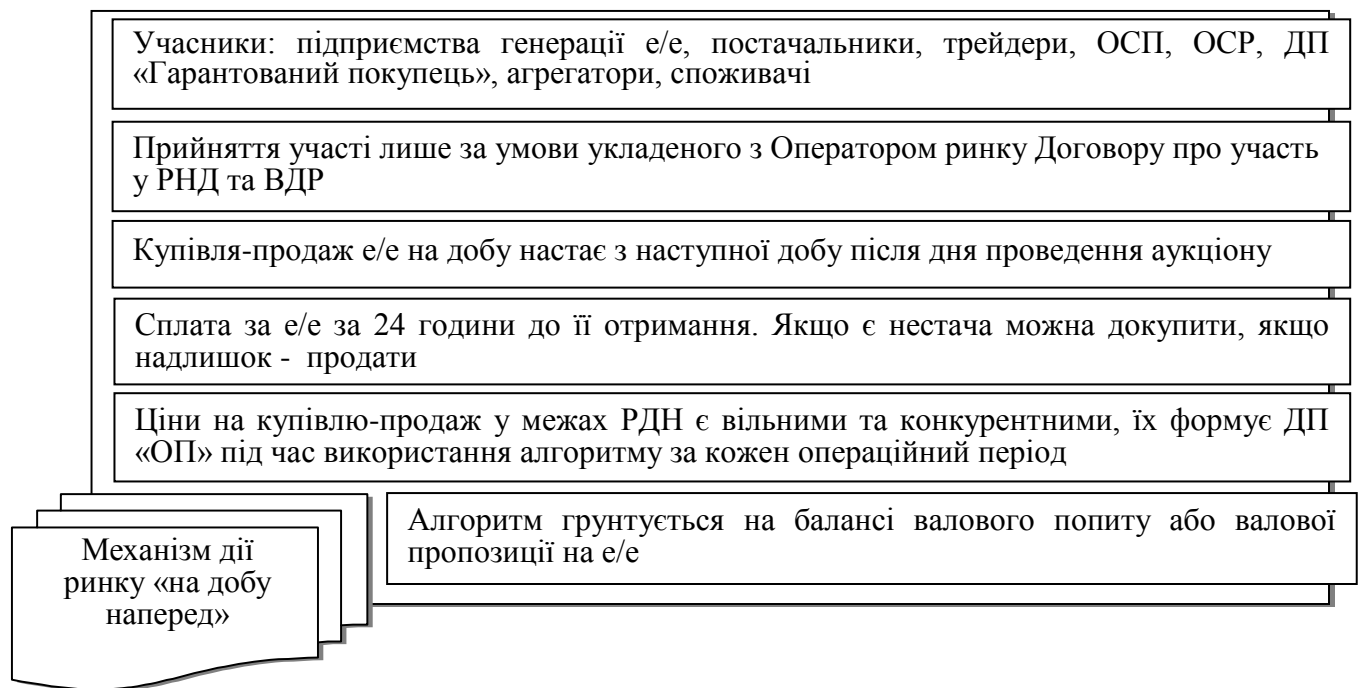 Учасники: підприємства генерації е/е, постачальники, трейдери, ОСП, ОСР, ДП
«Гарантований покупець», агрегатори, споживачі
Прийняття участі лише за умови укладеного з Оператором ринку Договору про участь
у РНД та ВДР
Купівля-продаж е/е на добу настає з наступної добу після дня проведення аукціону
Сплата за е/е за 24 години до її отримання. Якщо є нестача можна докупити, якщо
надлишок - продати
Ціни на купівлю-продаж у межах РДН є вільними та конкурентними, їх формує ДП
«ОП» під час використання алгоритму за кожен операційний період
Алгоритм грунтується на балансі валового попиту або валової
пропозиції на е/е
Механізм дії
ринку «на добу
наперед»